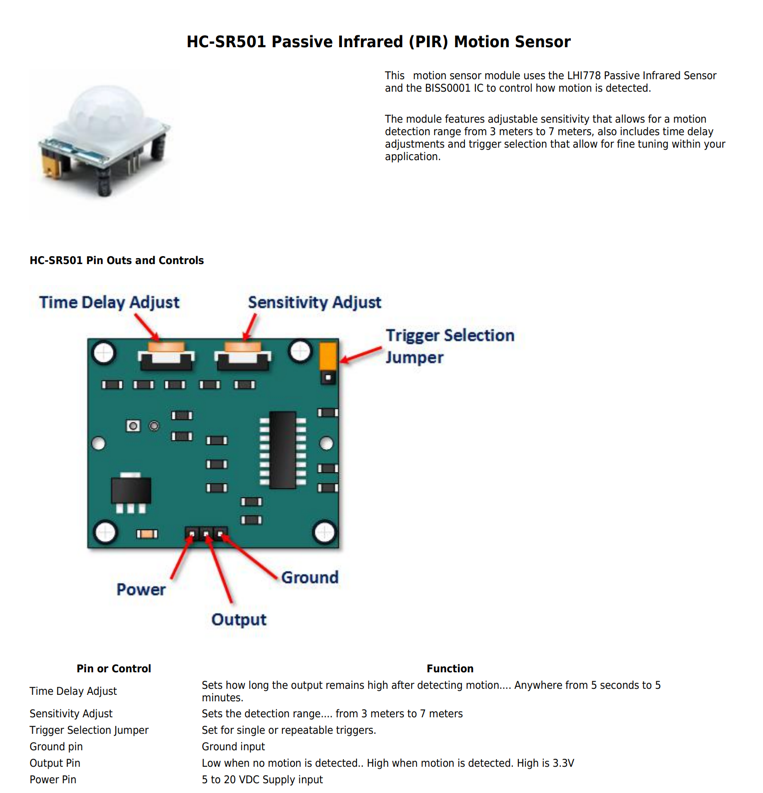 HC-SR501 Passive Infrared (PIR) Motion Sensor
This motion sensor module uses the LHI778 Passive Infrared Sensor
and the BISS0001 IC to control how motion is detected.
The module features adjustable sensitivity that allows for a motion
detection range from 3 meters to 7 meters, also includes time delay
adjustments and trigger selection that allow for fine tuning within your
application.
HC-SR501 Pin Outs and Controls
Time Delay Adjust
Sensitivity Adjust
Trigger Selection
Jumper
Power
Output
Ground
Pin or Control Function
Time Delay Adjust Sets how long the output remains high after detecting motion.... Anywhere from 5 seconds to 5
minutes.
Sensitivity Adjust Sets the detection range.... from 3 meters to 7 meters
Trigger Selection Jumper Set for single or repeatable triggers.
Ground pin Ground input
Output Pin Low when no motion is detected.. High when motion is detected. High is 3.3V
Power Pin 5 to 20 VDC Supply input